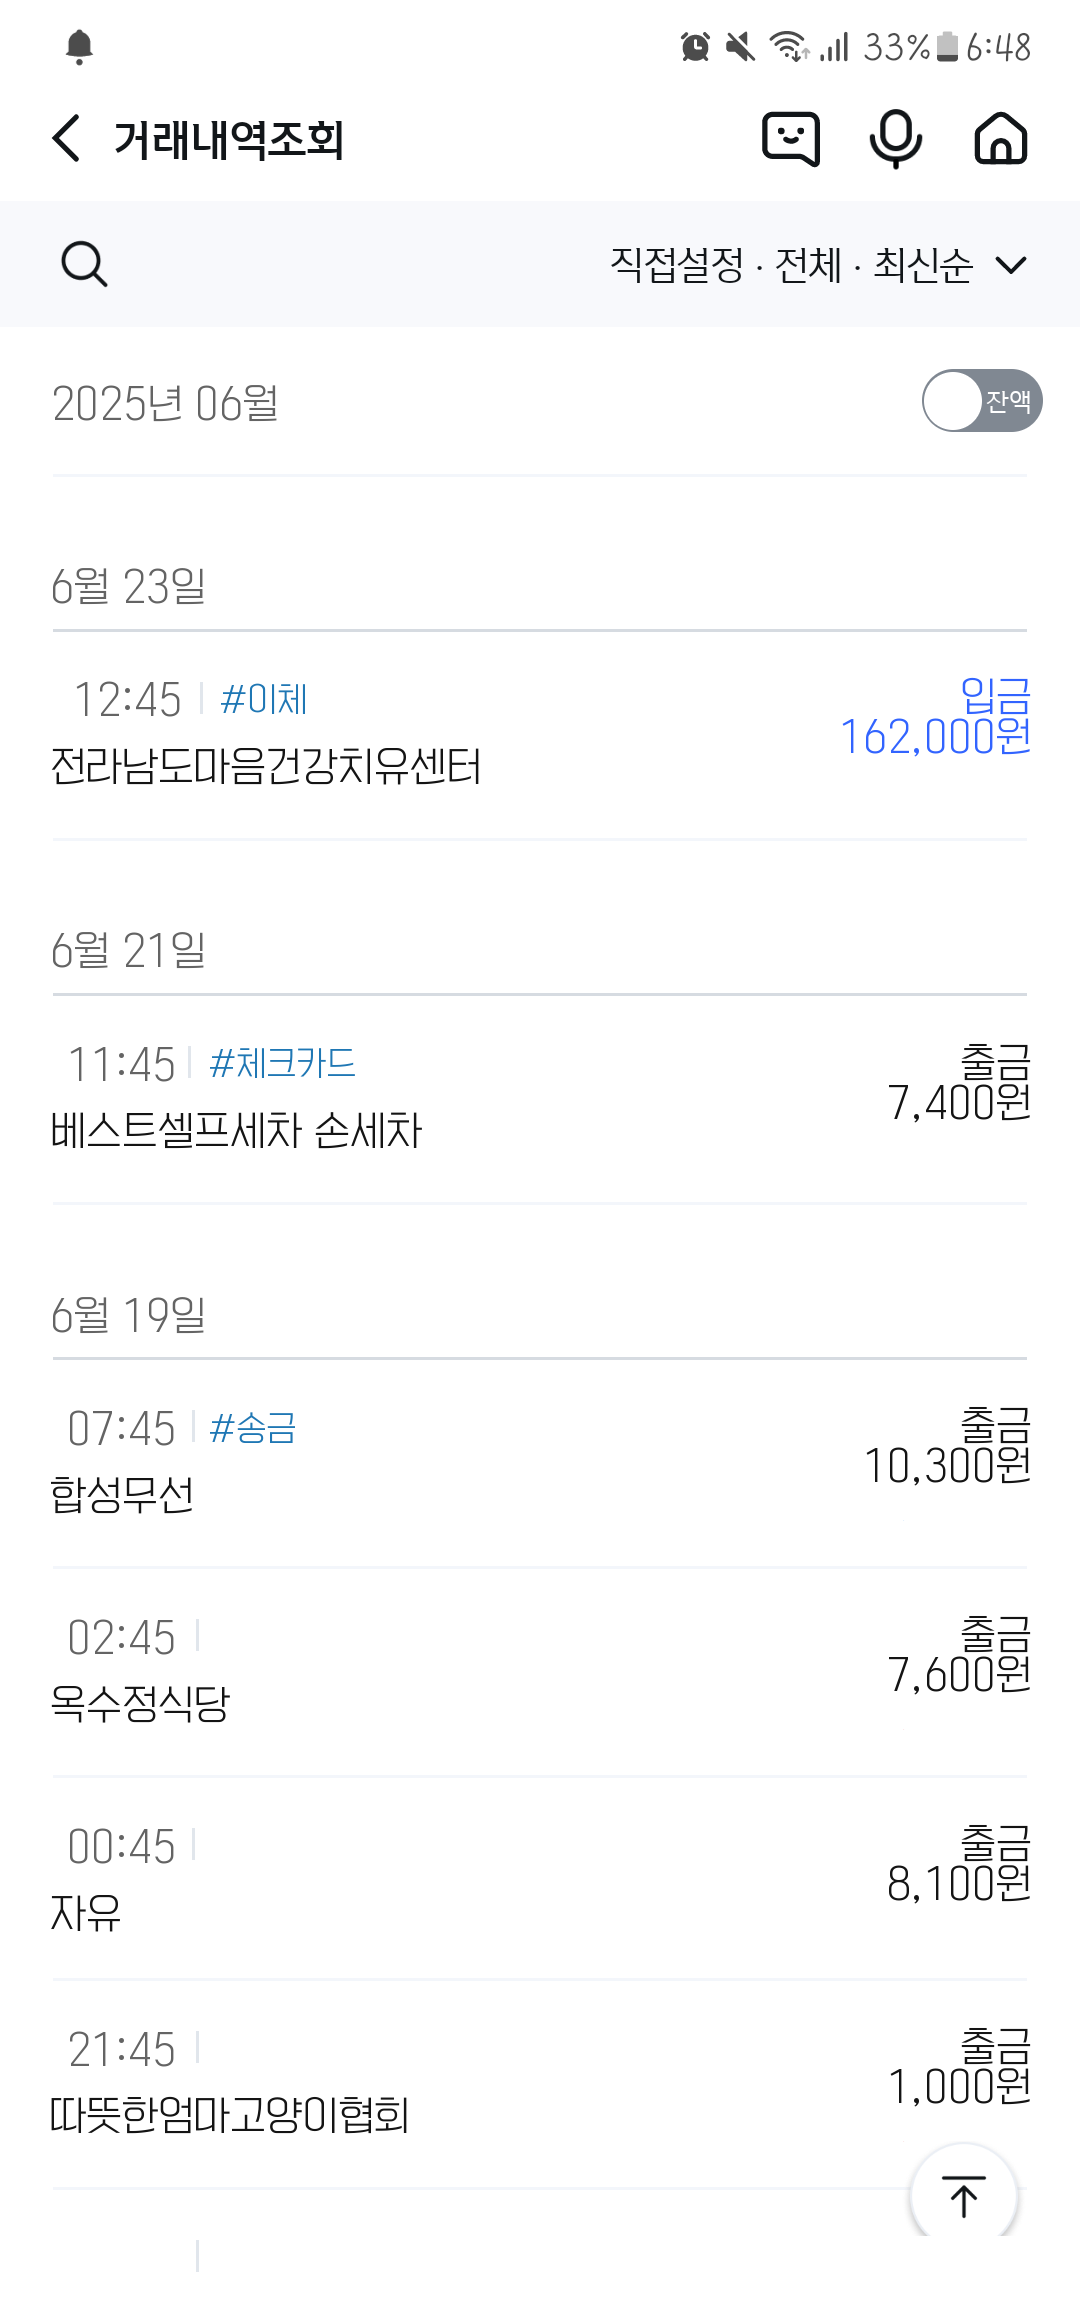 33% 6:48
거래내역조회
직접설정 · 전체 · 최신순
2025년 06월
잔액
6월 23일
12:45 #이체
입금
162,000원
전라남도마음건강치유센터
6월 21일
11:45 #체크카드
출금
7,400원
베스트셀프세차 손세차
6월 19일
07:45 #송금
출금
10,300원
합성무선
02:45
출금
7,600원
옥수정식당
00:45
출금
8,100원
자유
21:45
출금
1,000원
따뜻한엄마고양이협회